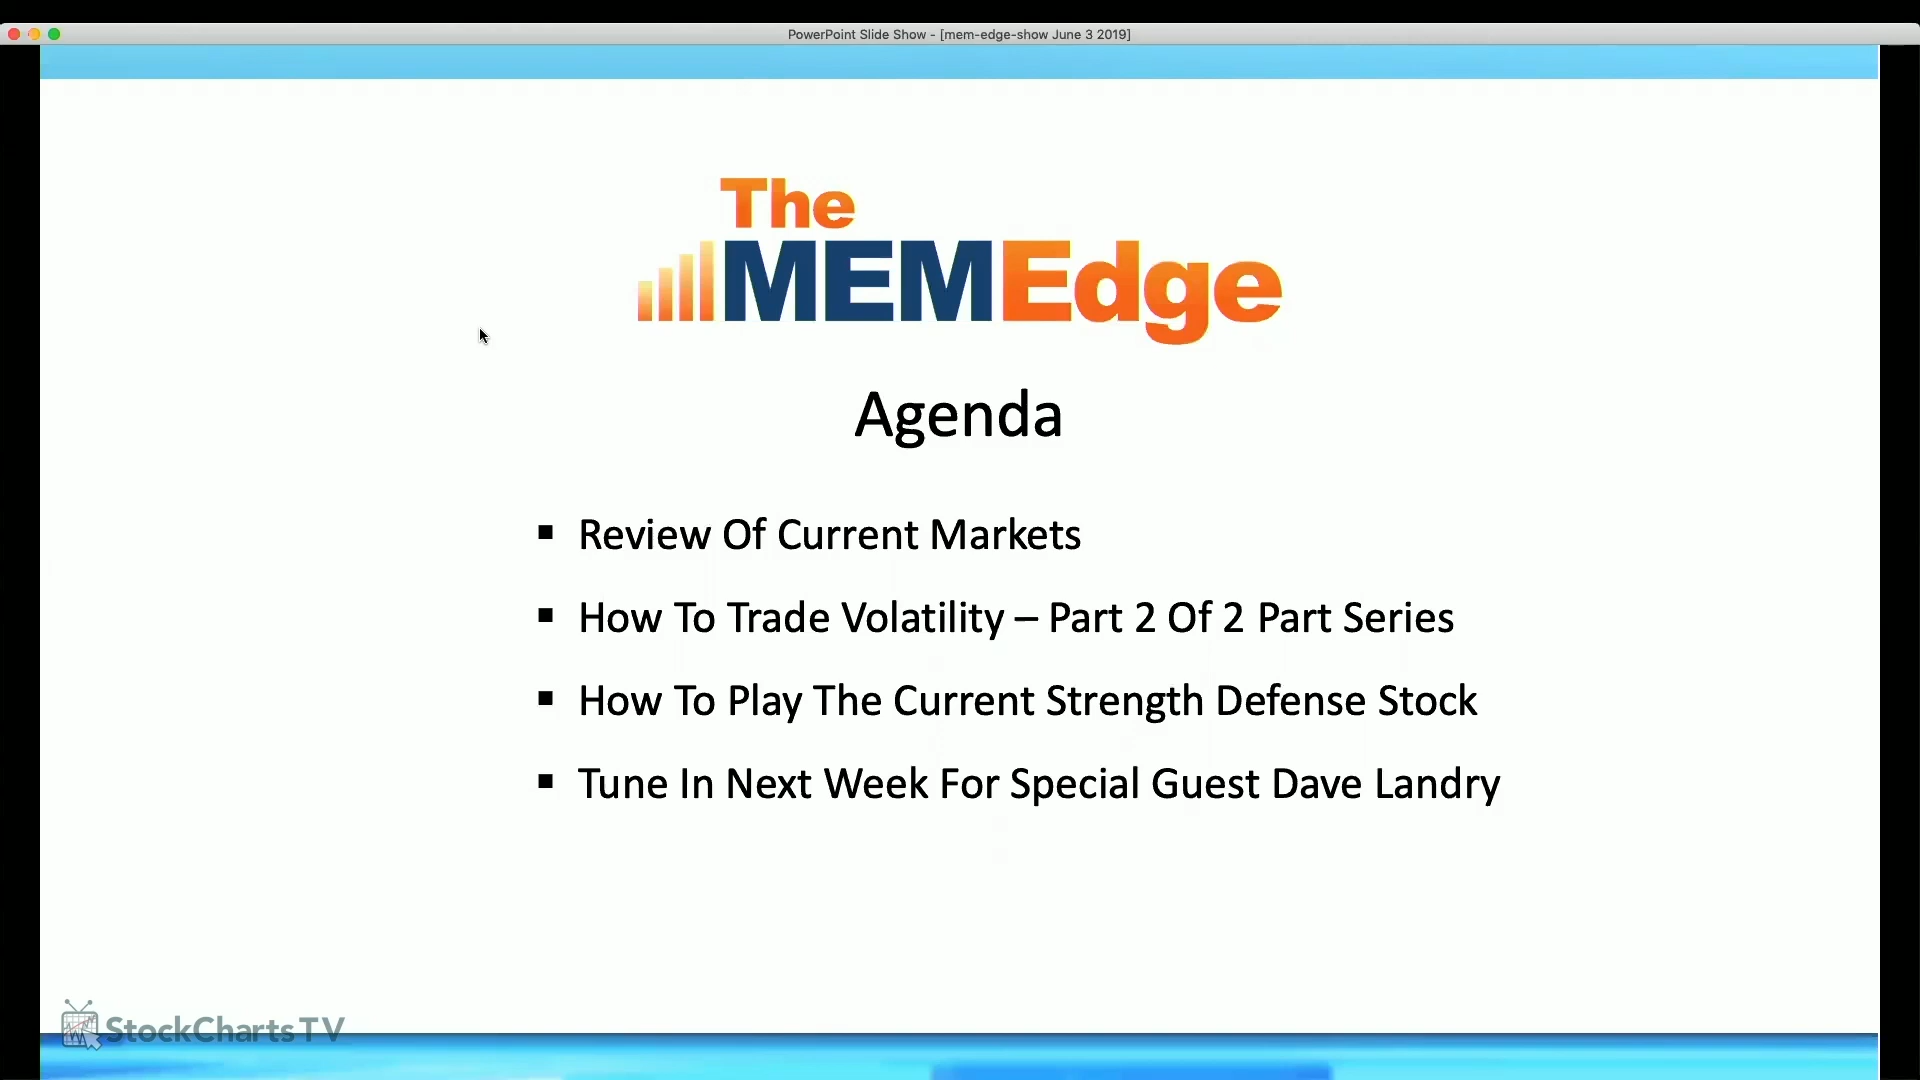 PowerPoint Slide Show - [mem-edge-show June 3 2019]
The
MEMEdge
Agenda
▪ Review Of Current Markets
▪ How To Trade Volatility – Part 2 Of 2 Part Series
▪ How To Play The Current Strength Defense Stock
▪ Tune In Next Week For Special Guest Dave Landry
StockChartsTV